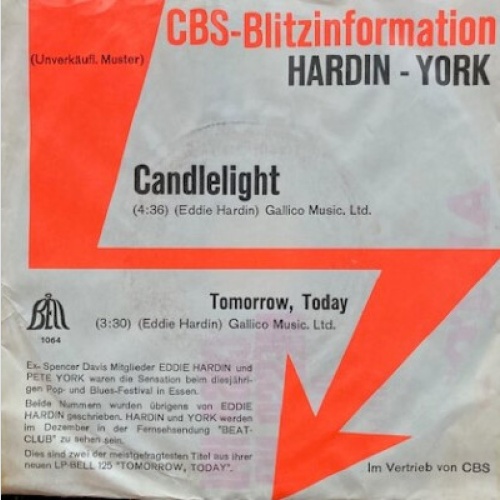 CBS-Blitzinformation
(Unverkäufl. Muster)
HARDIN - YORK
Candlelight
(4:36) (Eddie Hardin) Gallico Music. Ltd.
Tomorrow, Today
(3:30) (Eddie Hardin) Gallico Music. Ltd.
BELL
1064
Ex- Spencer Davis Mitglieder EDDIE HARDIN und
PETE YORK waren die Sensation beim diesjähri-
gen Pop- und Blues-Festival in Essen.
Beide Nummern wurden übrigens von EDDIE
HARDIN geschrieben. HARDIN und YORK werden
im Dezember in der Fernsehsendung "BEAT-
CLUB" zu sehen sein.
Dies sind zwei der meistgefragtesten Titel aus ihrer
neuen LP-BELL 125 "TOMORROW, TODAY".
Im Vertrieb von CBS